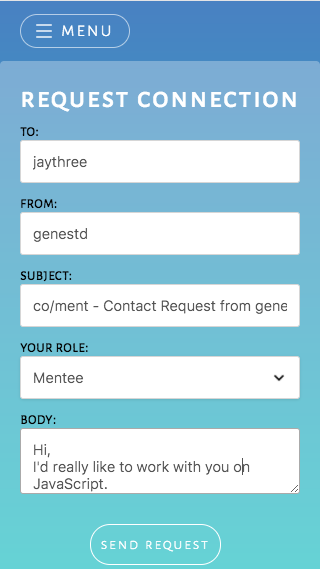 MENU
REQUEST CONNECTION
TO:
jaythree
FROM:
genestd
SUBJECT:
co/ment - Contact Request from gene
YOUR ROLE:
Mentee
BODY:
Hi,
I'd really like to work with you on
JavaScript.
SEND REQUEST